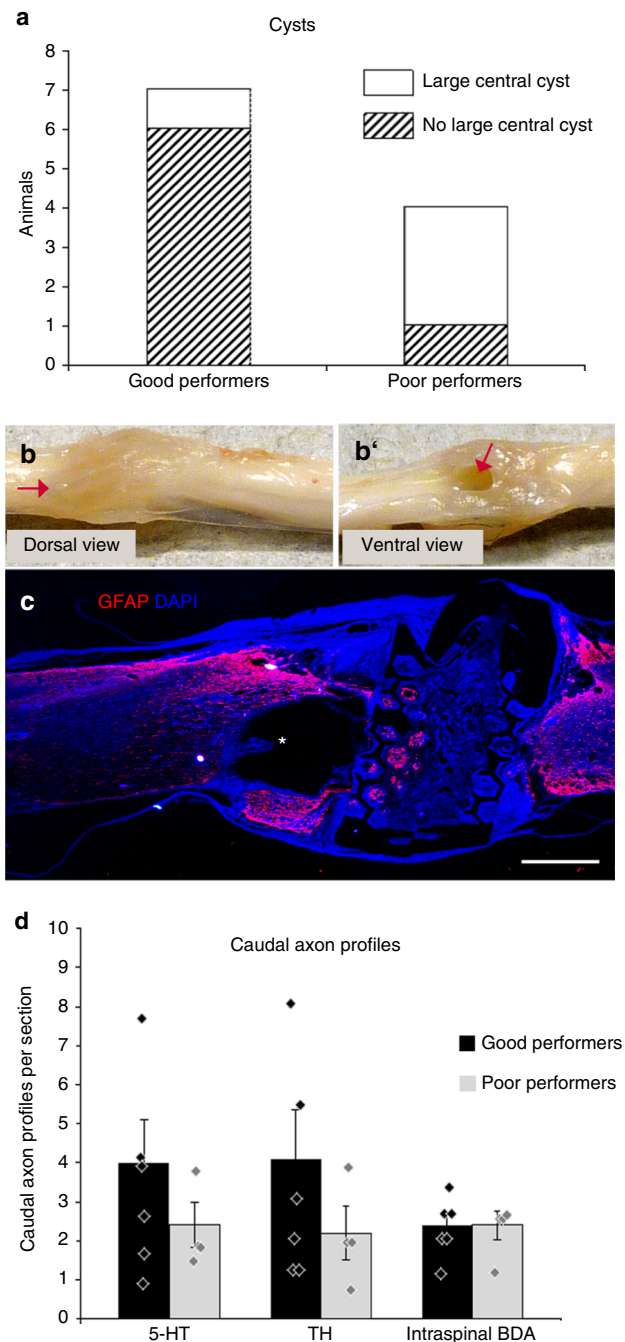 a
Cysts
8
7
6
5
4
3
2
1
0
Animals
Large central cyst
No large central cyst
Good performers
Poor performers
b
Dorsal view
b'
Ventral view
c
GFAP DAPI
*
d
Caudal axon profiles
10
9
8
7
6
5
4
3
2
1
0
Caudal axon profiles per section
Good performers
Poor performers
5-HT
TH
Intraspinal BDA